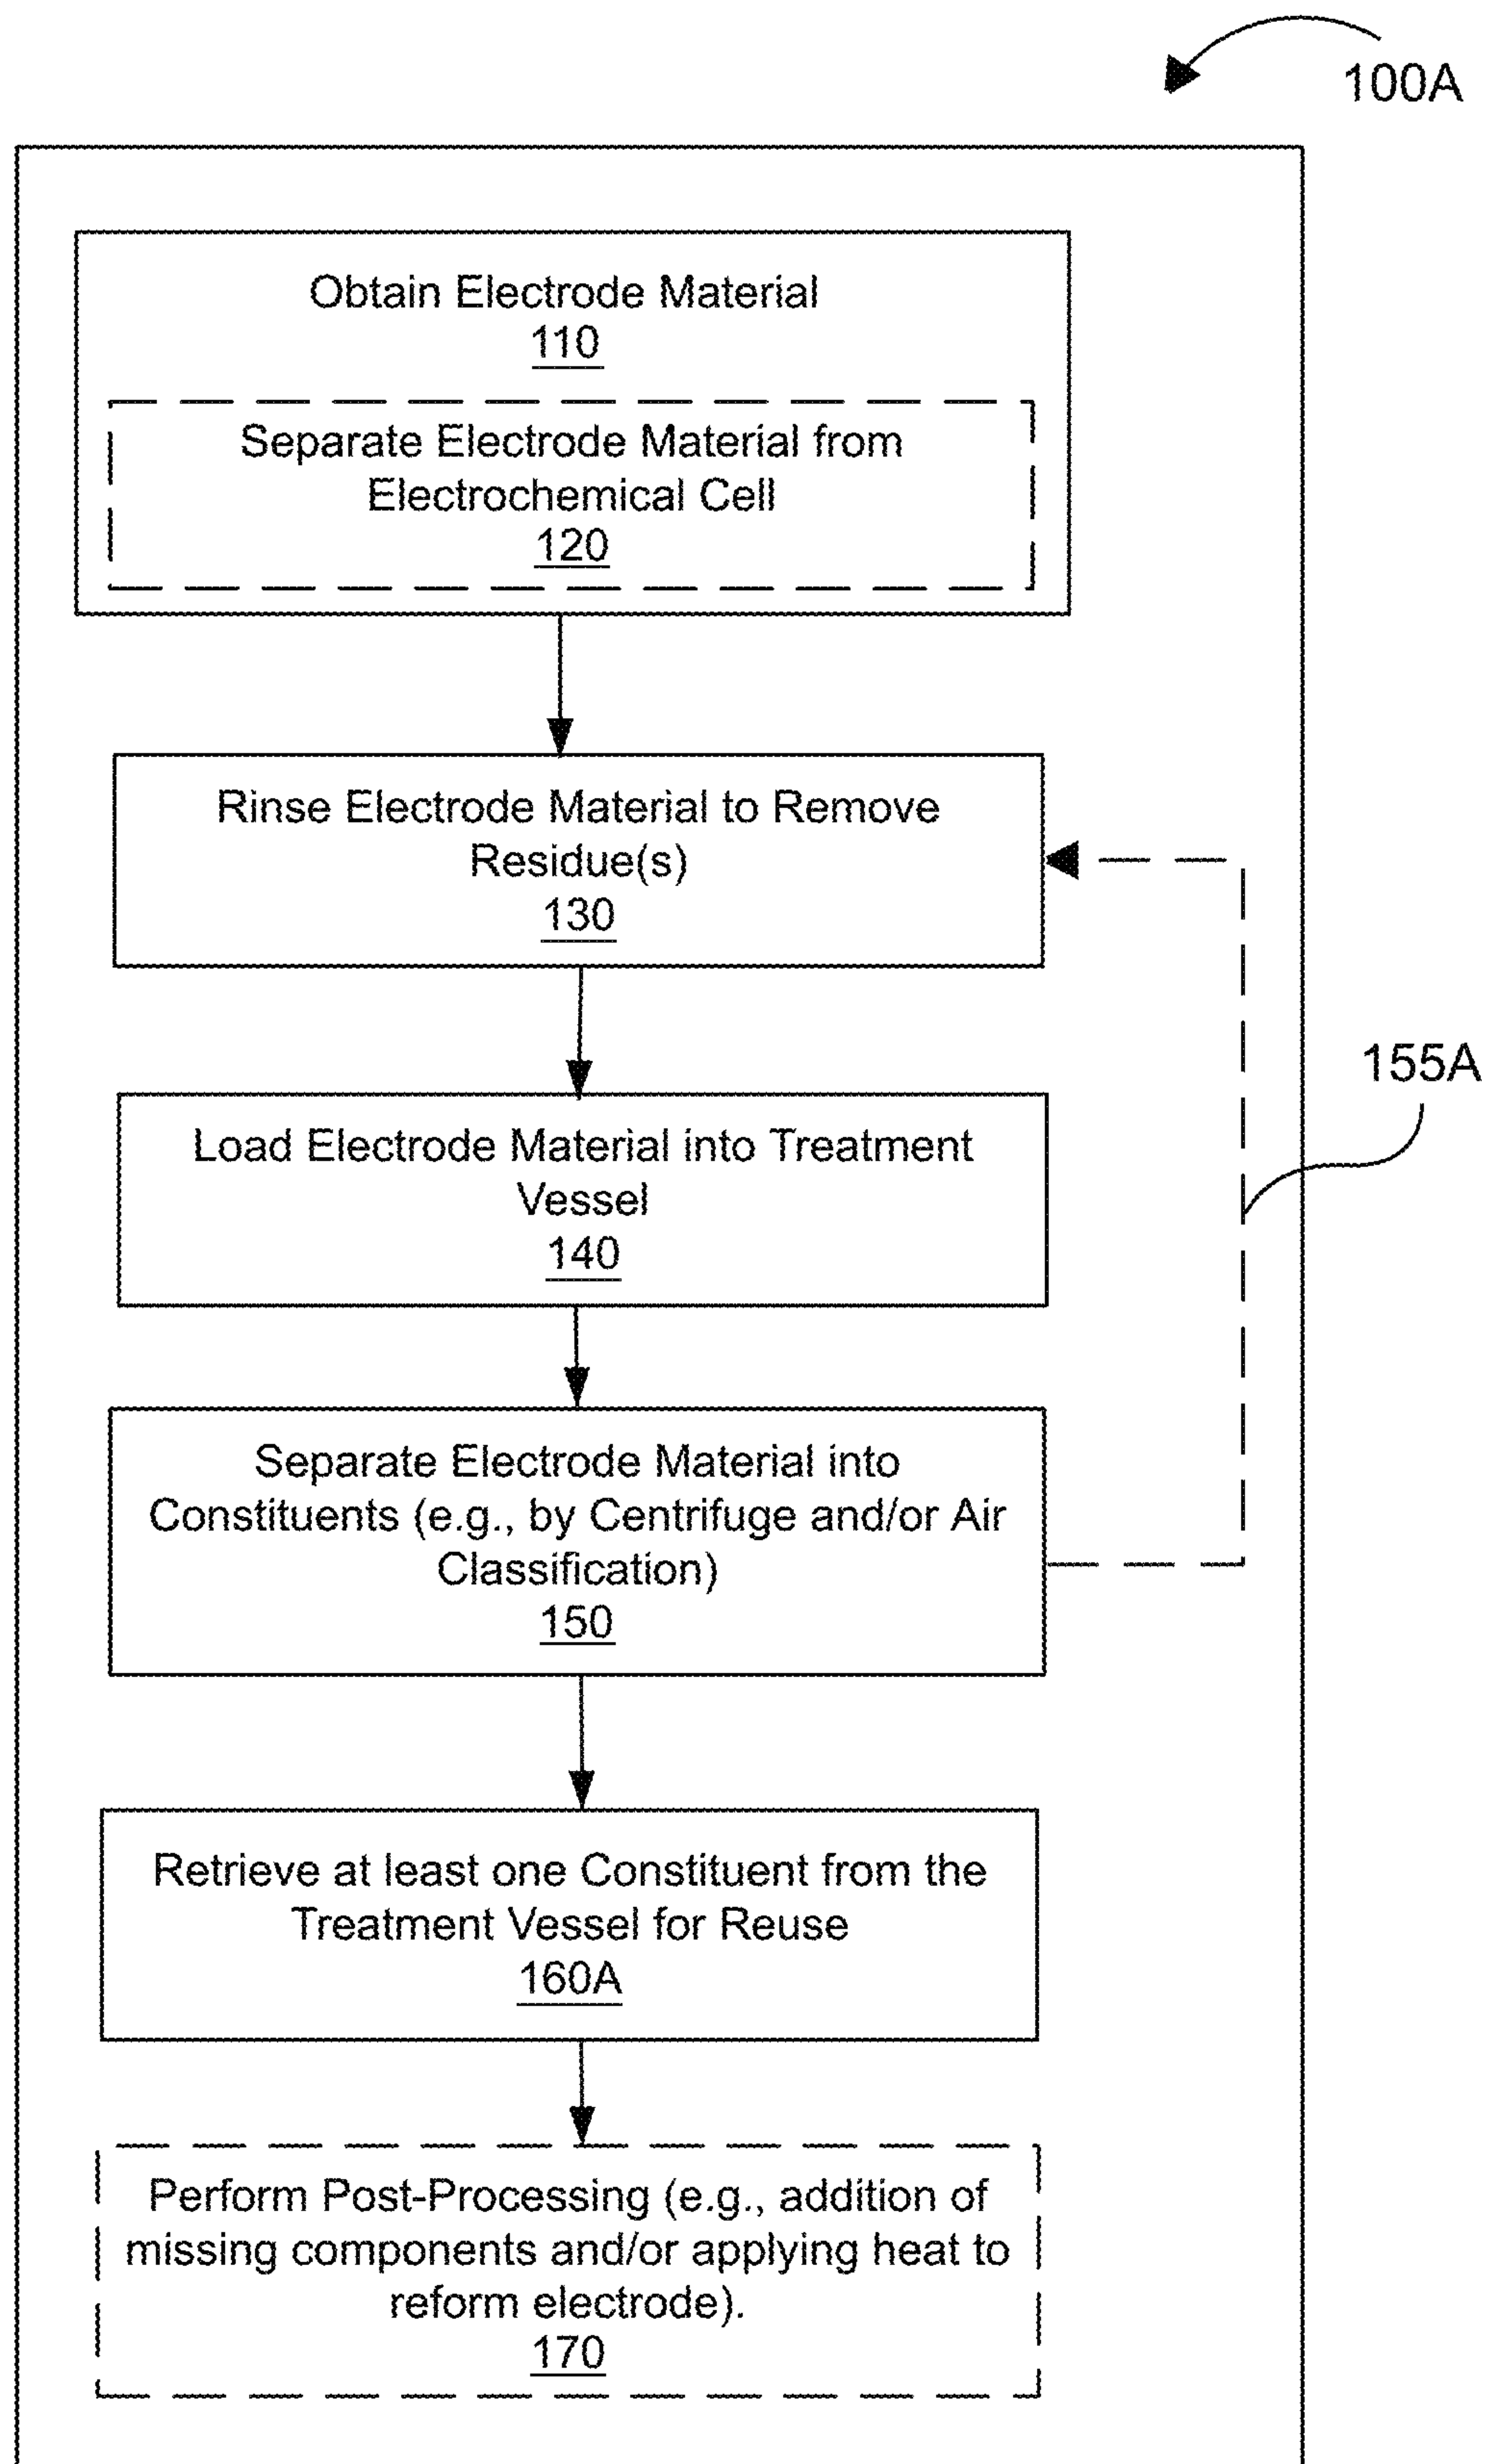 100A
Obtain Electrode Material
110
Separate Electrode Material from
Electrochemical Cell
120
Rinse Electrode Material to Remove
Residue(s)
130
155A
Load Electrode Material into Treatment
Vessel
140
Separate Electrode Material into
Constituents (e.g., by Centrifuge and/or Air
Classification)
150
Retrieve at least one Constituent from the
Treatment Vessel for Reuse
160A
Perform Post-Processing (e.g., addition of
missing components and/or applying heat to
reform electrode).
170